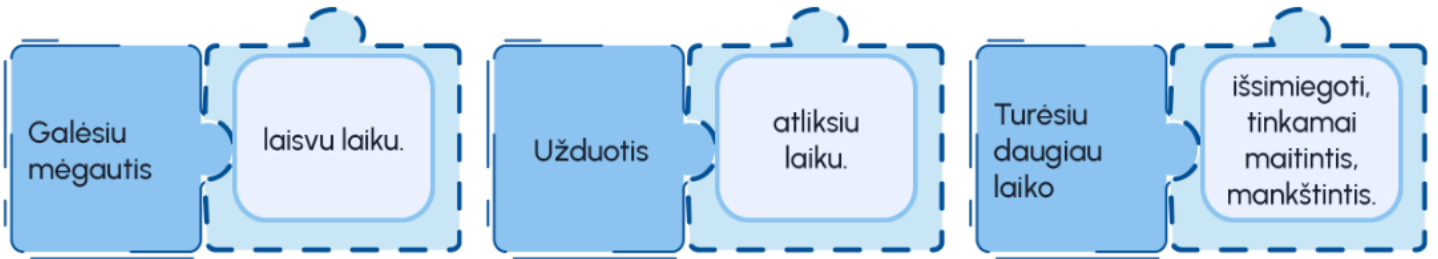 Galėsiu
mėgautis
laisvu laiku.
Užduotis
atliksiu
laiku.
Turėsiu
daugiau
laiko
išsimiegoti,
tinkamai
maitintis,
mankštintis.